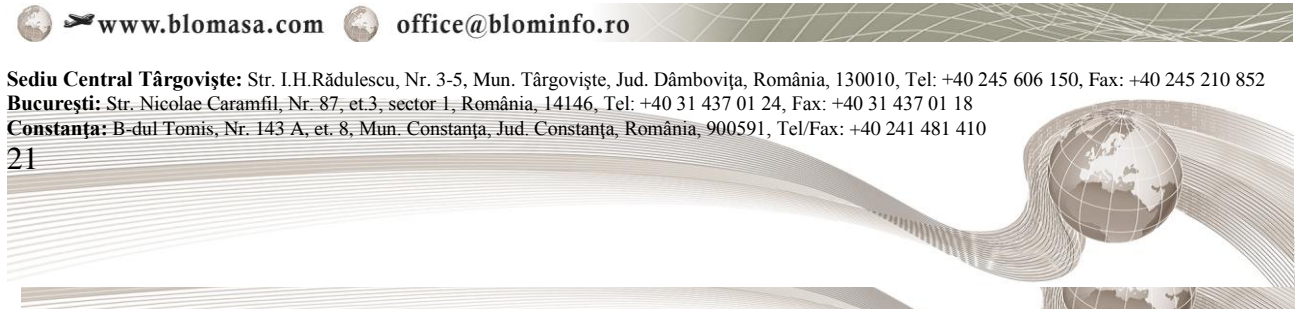 www.blomasa.com office@blominfo.ro
Sediu Central Târgovişte: Str. I.H.Rădulescu, Nr. 3-5, Mun. Târgovişte, Jud. Dâmboviţa, România, 130010, Tel: +40 245 606 150, Fax: +40 245 210 852
Bucureşti: Str. Nicolae Caramfil, Nr. 87, et.3, sector 1, România, 14146, Tel: +40 31 437 01 24, Fax: +40 31 437 01 18
Constanţa: B-dul Tomis, Nr. 143 A, et. 8, Mun. Constanţa, Jud. Constanţa, România, 900591, Tel/Fax: +40 241 481 410
21